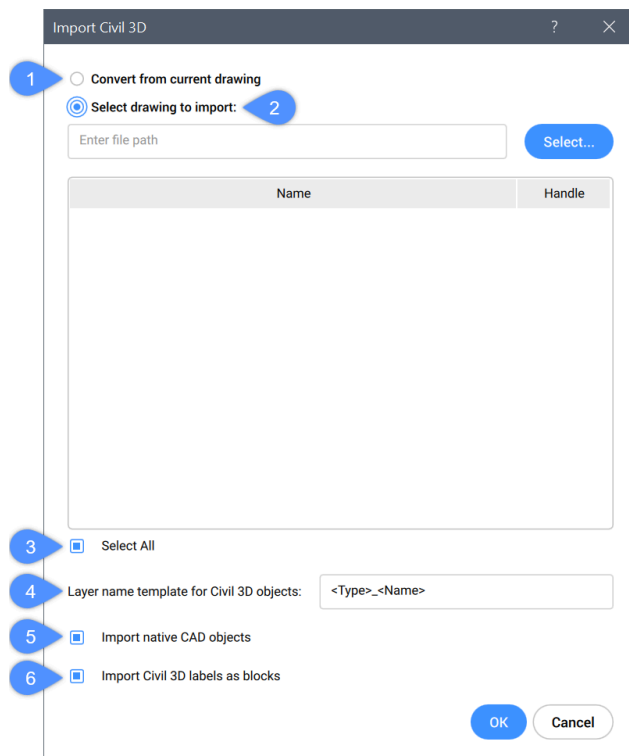 Import Civil 3D ? ×
1 Convert from current drawing
Select drawing to import: 2
Enter file path Select...
Name Handle
3 Select All
4 Layer name template for Civil 3D objects: <Type>_<Name>
5 Import native CAD objects
6 Import Civil 3D labels as blocks
OK Cancel